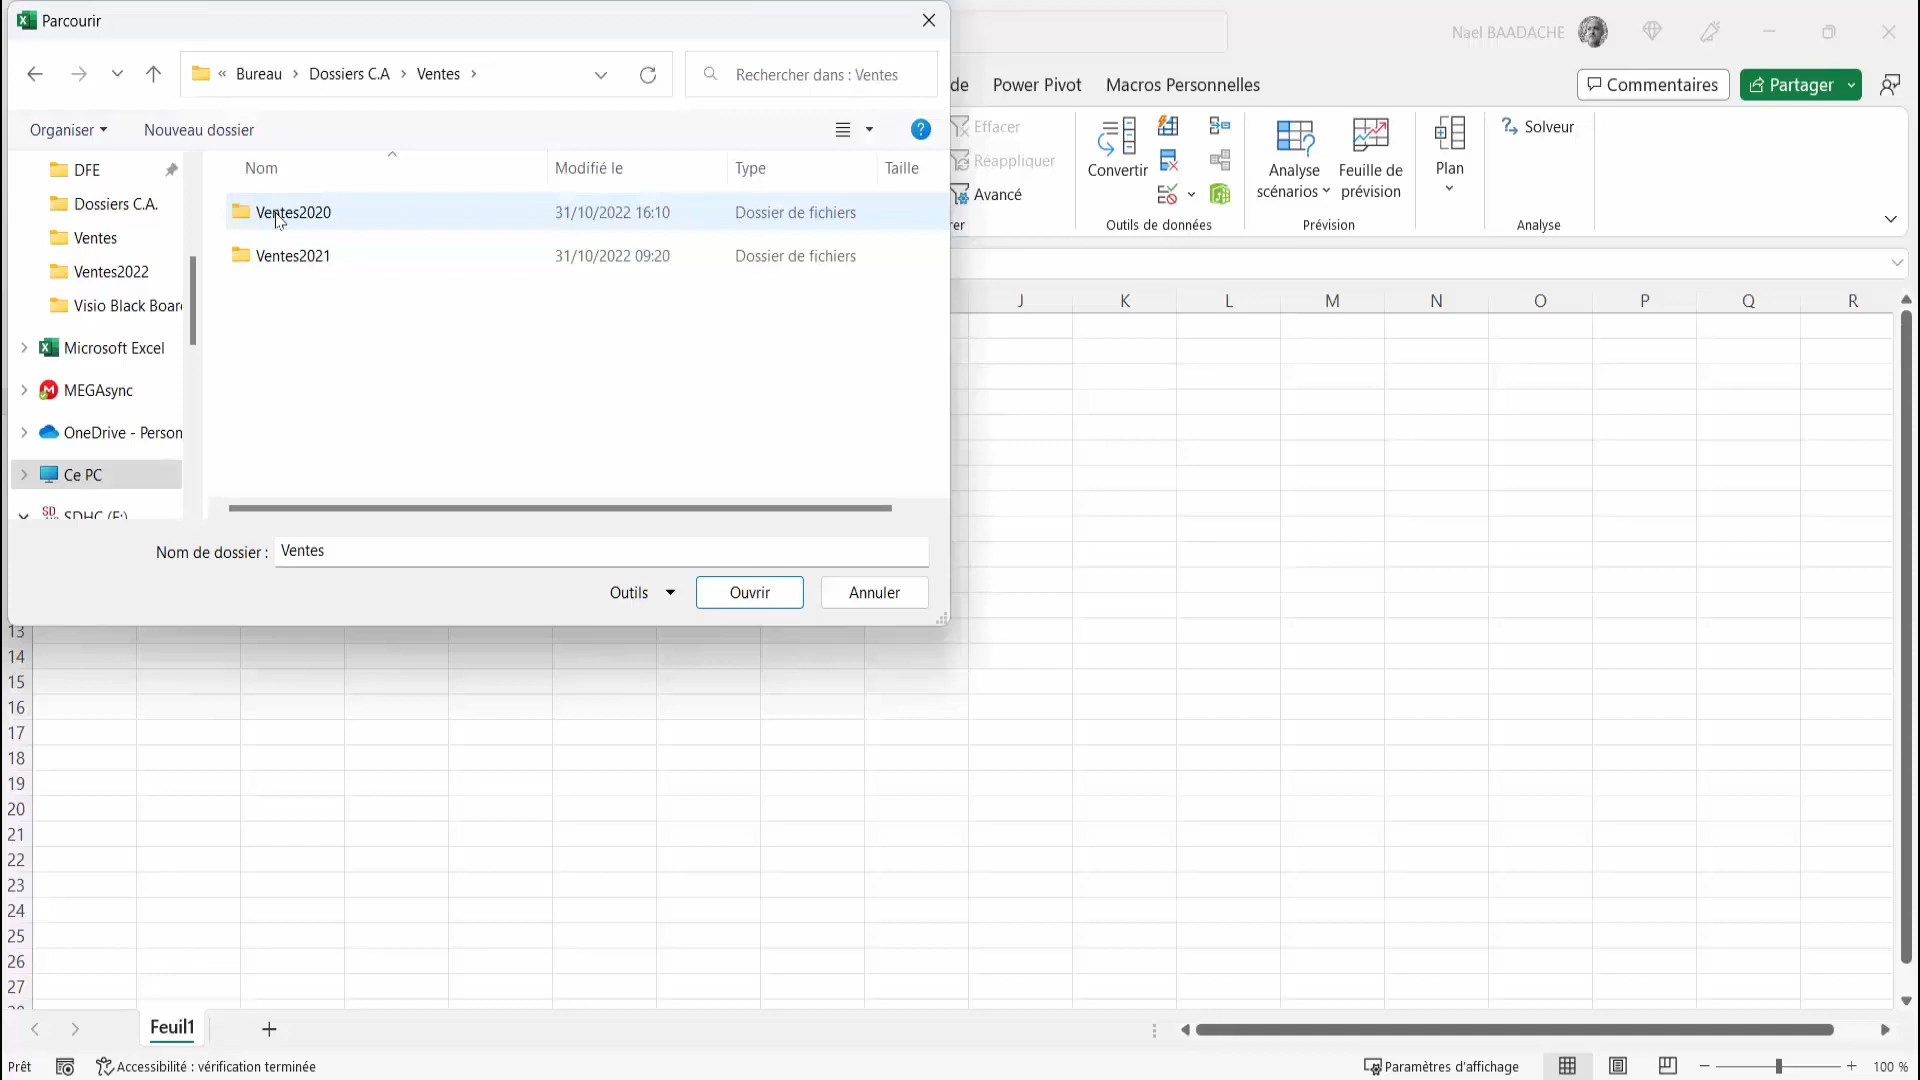 Parcourir
Nael BAADACHE
« Bureau > Dossiers C.A > Ventes >
Rechercher dans : Ventes
de
Power Pivot
Macros Personnelles
Commentaires
Partager
Organiser
Nouveau dossier
?
Effacer
Réappliquer
Avancé
rer
Convertir
Outils de données
Analyse
scénarios
Feuille de
prévision
Prévision
Plan
Solveur
Analyse
Nom
Modifié le
Type
Taille
DFE
Dossiers C.A.
Ventes
Ventes2022
Visio Black Boar
Microsoft Excel
MEGAsync
OneDrive - Person
Ce PC
SDHC (E:)
Ventes2020
31/10/2022 16:10
Dossier de fichiers
Ventes2021
31/10/2022 09:20
Dossier de fichiers
Nom de dossier :
Ventes
Outils
Ouvrir
Annuler
J K L M N O P Q R
13
14
15
16
17
18
19
20
21
22
23
24
25
26
27
Feuil1
Prêt
Accessibilité : vérification terminée
Paramètres d'affichage
100 %